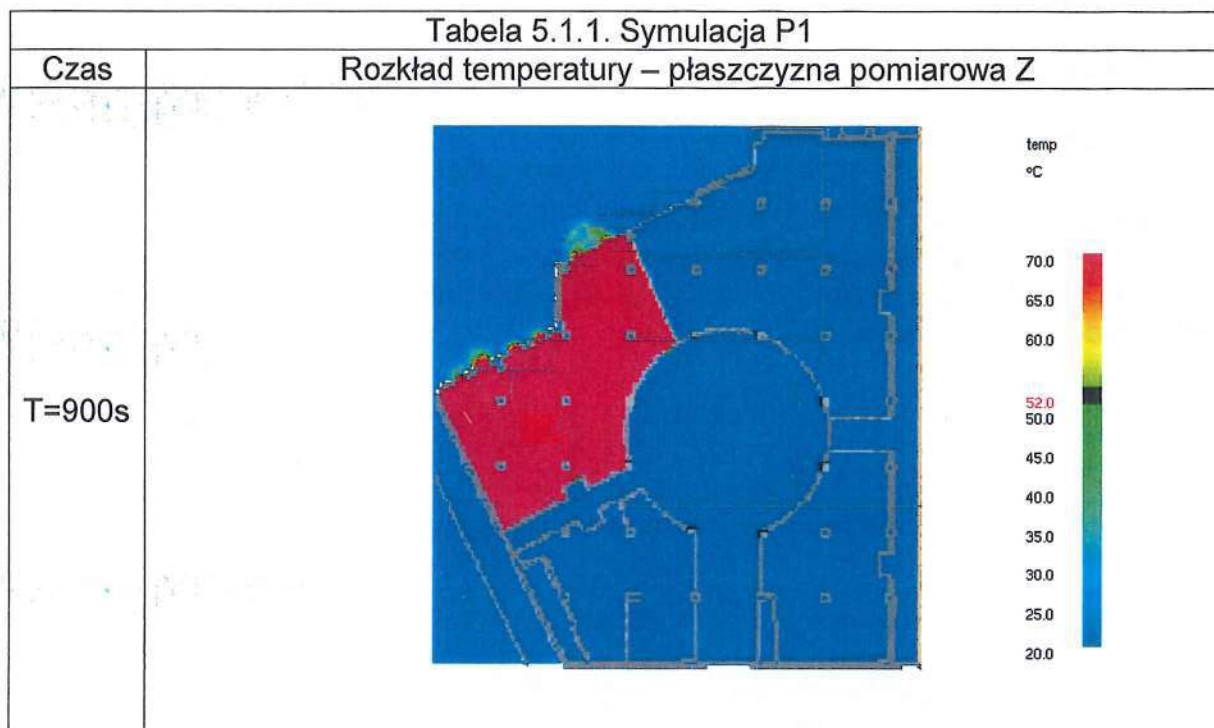 Tabela 5.1.1. Symulacja P1
Czas
Rozkład temperatury – płaszczyzna pomiarowa Z
T=900s
temp
°C
70.0
65.0
60.0
52.0
50.0
45.0
40.0
35.0
30.0
25.0
20.0